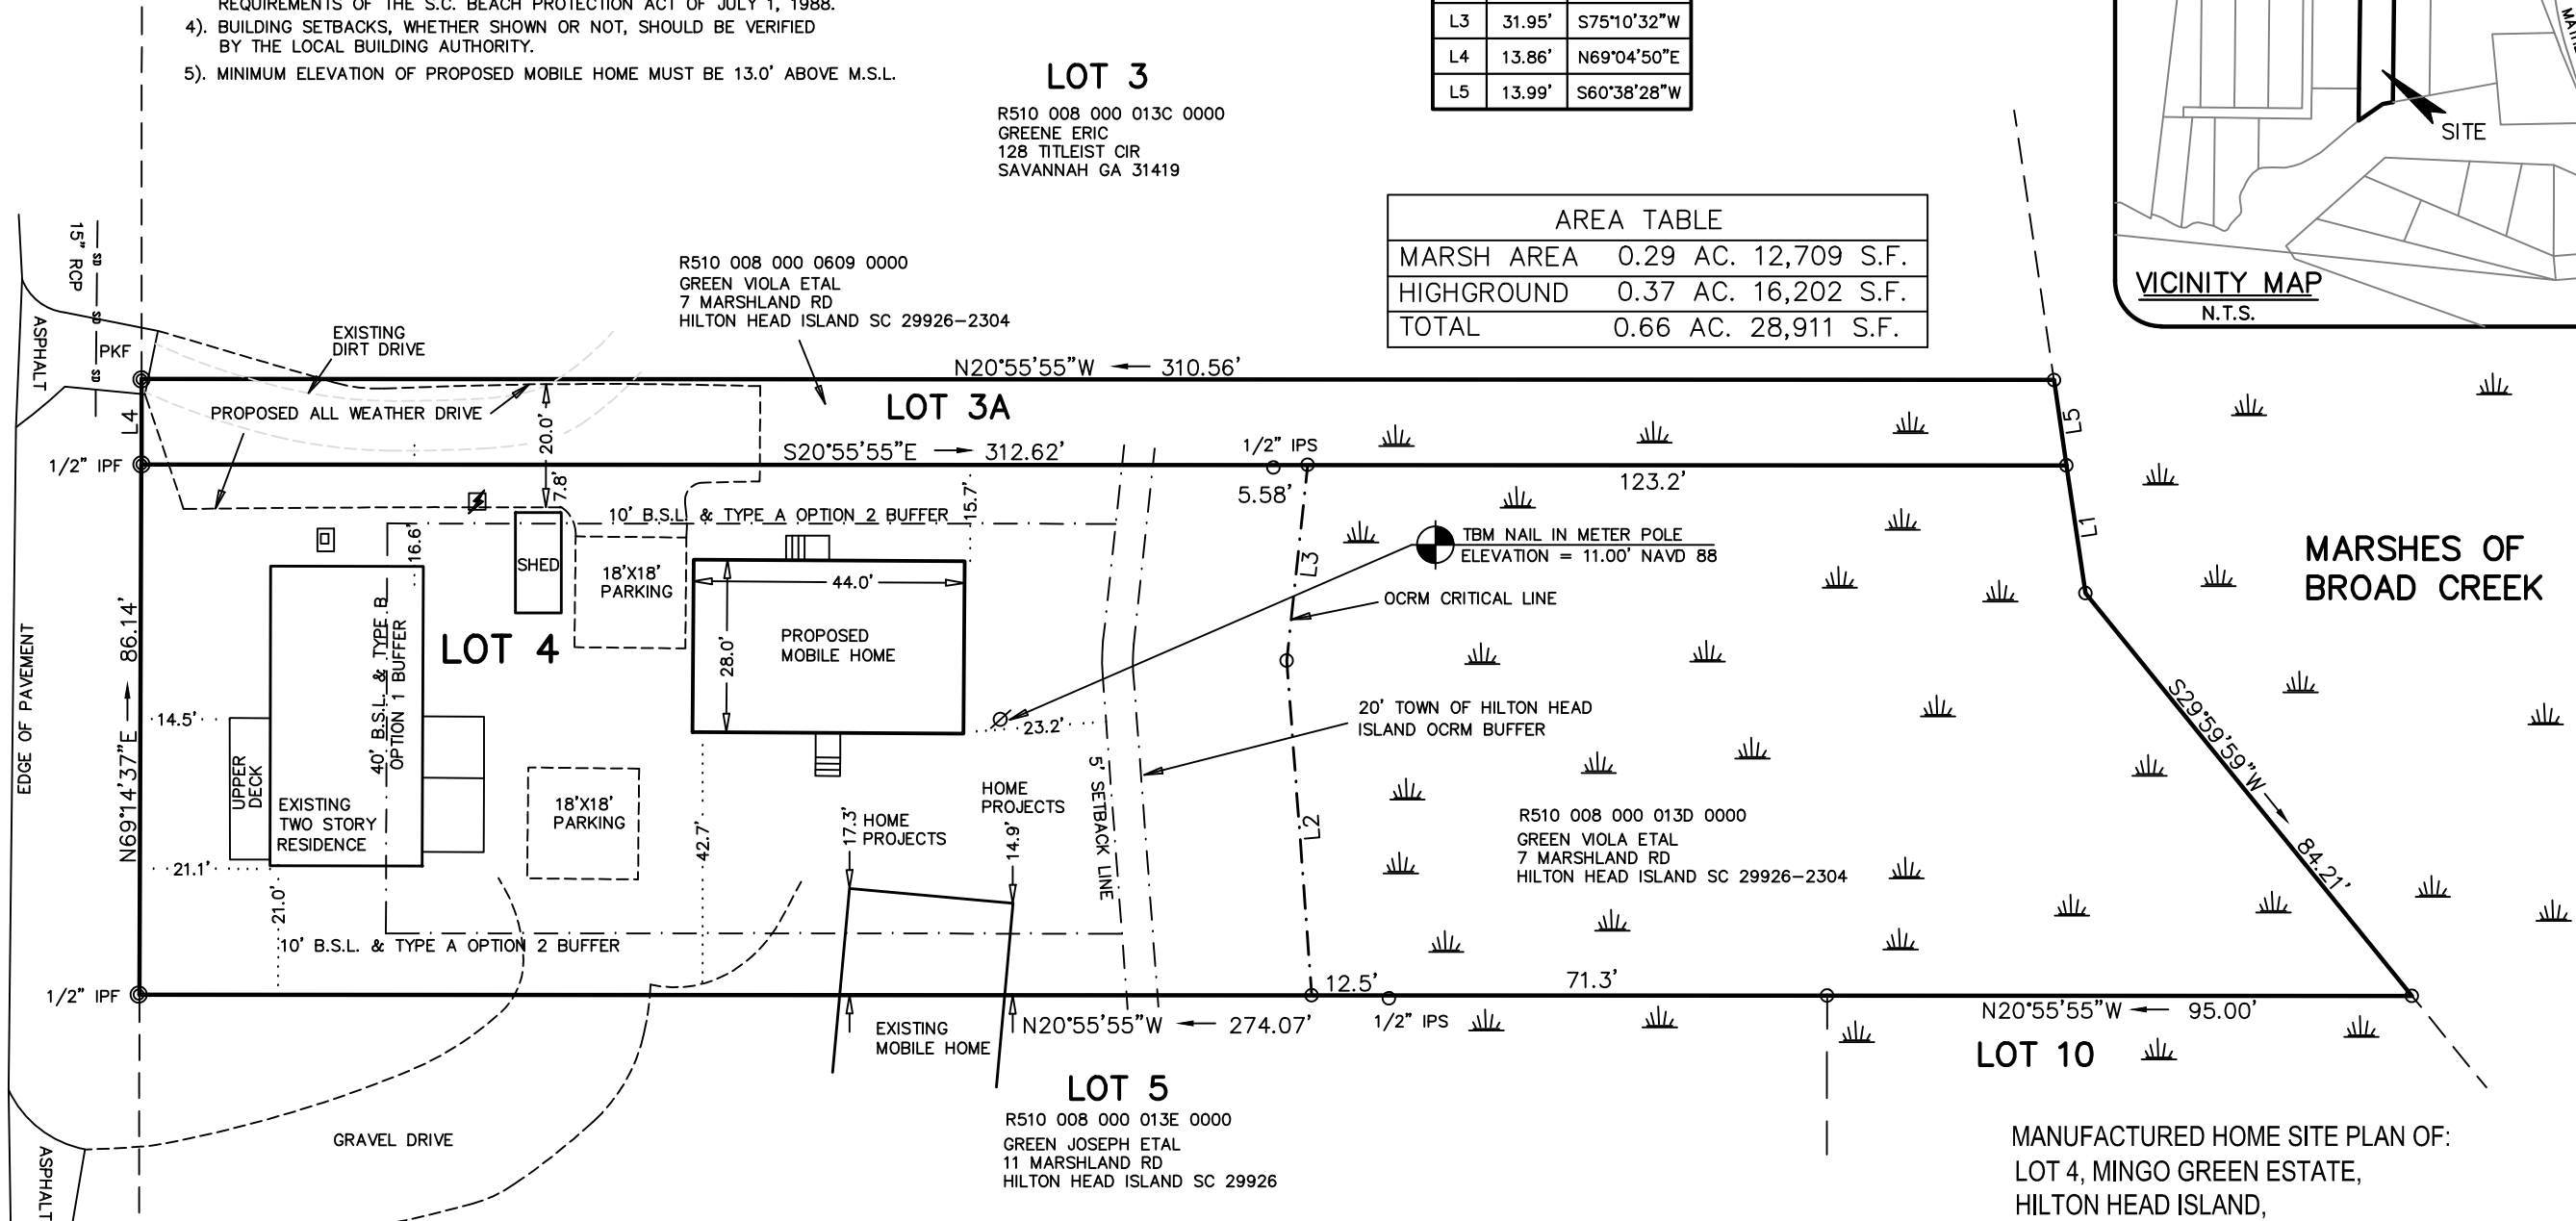 REQUIREMENTS OF THE S.C. BEACH PROTECTION ACT OF JULY 1, 1988.
4). BUILDING SETBACKS, WHETHER SHOWN OR NOT, SHOULD BE VERIFIED
BY THE LOCAL BUILDING AUTHORITY.
5). MINIMUM ELEVATION OF PROPOSED MOBILE HOME MUST BE 13.0' ABOVE M.S.L.
L3 31.95' S75°10'32"W
L4 13.86' N69°04'50"E
L5 13.99' S60°38'28"W
LOT 3
R510 008 000 013C 0000
GREENE ERIC
128 TITLEIST CIR
SAVANNAH GA 31419
SITE
VICINITY MAP
N.T.S.
AREA TABLE
MARSH AREA 0.29 AC. 12,709 S.F.
HIGHGROUND 0.37 AC. 16,202 S.F.
TOTAL 0.66 AC. 28,911 S.F.
R510 008 000 0609 0000
GREEN VIOLA ETAL
7 MARSHLAND RD
HILTON HEAD ISLAND SC 29926-2304
15" RCP
SD
SD
SD
PKF
ASPHALT
EXISTING
DIRT DRIVE
PROPOSED ALL WEATHER DRIVE
N20°55'55"W 310.56'
LOT 3A
L4
L5
20.0'
S20°55'55"E 312.62'
1/2" IPS
1/2" IPF
5.58'
123.2'
7.8'
15.7'
10' B.S.L. & TYPE A OPTION 2 BUFFER
16.6'
SHED
18'X18'
PARKING
44.0'
28.0'
PROPOSED
MOBILE HOME
TBM NAIL IN METER POLE
ELEVATION = 11.00' NAVD 88
L1
L3
OCRM CRITICAL LINE
MARSHES OF
BROAD CREEK
LOT 4
40' B.S.L. & TYPE B
OPTION 1 BUFFER
EDGE OF PAVEMENT
N69°14'37"E 86.14'
14.5'
UPPER
DECK
EXISTING
TWO STORY
RESIDENCE
18'X18'
PARKING
23.2'
20' TOWN OF HILTON HEAD
ISLAND OCRM BUFFER
5' SETBACK LINE
HOME
PROJECTS
14.9'
17.3'
HOME
PROJECTS
42.7'
L2
S29°59'59"W 84.21'
R510 008 000 013D 0000
GREEN VIOLA ETAL
7 MARSHLAND RD
HILTON HEAD ISLAND SC 29926-2304
21.1'
21.0'
10' B.S.L. & TYPE A OPTION 2 BUFFER
1/2" IPF
12.5'
71.3'
1/2" IPS
N20°55'55"W 274.07'
N20°55'55"W 95.00'
EXISTING
MOBILE HOME
LOT 10
LOT 5
R510 008 000 013E 0000
GREEN JOSEPH ETAL
11 MARSHLAND RD
HILTON HEAD ISLAND SC 29926
GRAVEL DRIVE
ASPHALT
MANUFACTURED HOME SITE PLAN OF:
LOT 4, MINGO GREEN ESTATE,
HILTON HEAD ISLAND,